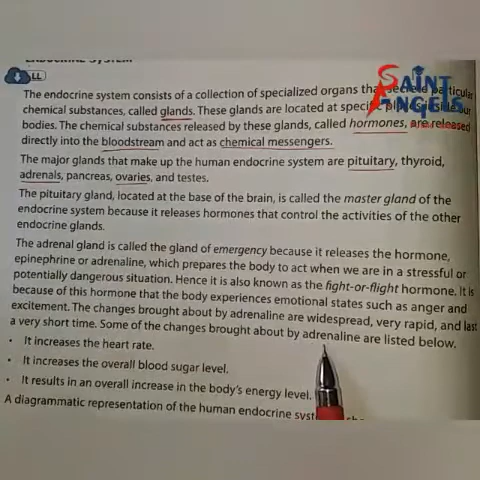 ENDOCRINE SYSTEM
LL
SAINT
ANGELS
The endocrine system consists of a collection of specialized organs that secrete particular
chemical substances, called glands. These glands are located at specific
bodies. The chemical substances released by these glands, called hormones, are released
directly into the bloodstream and act as chemical messengers.
The major glands that make up the human endocrine system are pituitary, thyroid,
adrenals, pancreas, ovaries, and testes.
The pituitary gland, located at the base of the brain, is called the master gland of the
endocrine system because it releases hormones that control the activities of the other
endocrine glands.
The adrenal gland is called the gland of emergency because it releases the hormone,
epinephrine or adrenaline, which prepares the body to act when we are in a stressful or
potentially dangerous situation. Hence it is also known as the fight-or-flight hormone. It is
because of this hormone that the body experiences emotional states such as anger and
excitement. The changes brought about by adrenaline are widespread, very rapid, and last
a very short time. Some of the changes brought about by adrenaline are listed below.
• It increases the heart rate.
• It increases the overall blood sugar level.
• It results in an overall increase in the body's energy level.
A diagrammatic representation of the human endocrine syst